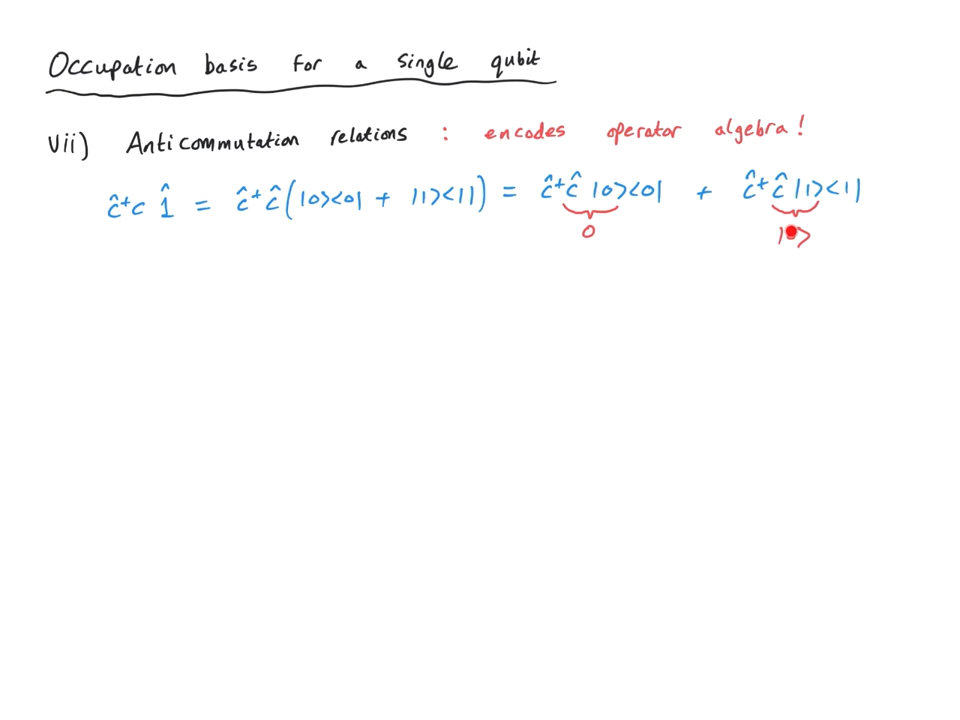 Occupation basis for a single qubit
vii) Anticommutation relations : encodes operator algebra!
ĉ⁺c 1̂ = ĉ⁺ĉ(|0><0| + |1><1|) = ĉ⁺ĉ|0><0| + ĉ⁺ĉ|1><1|
0 |0>